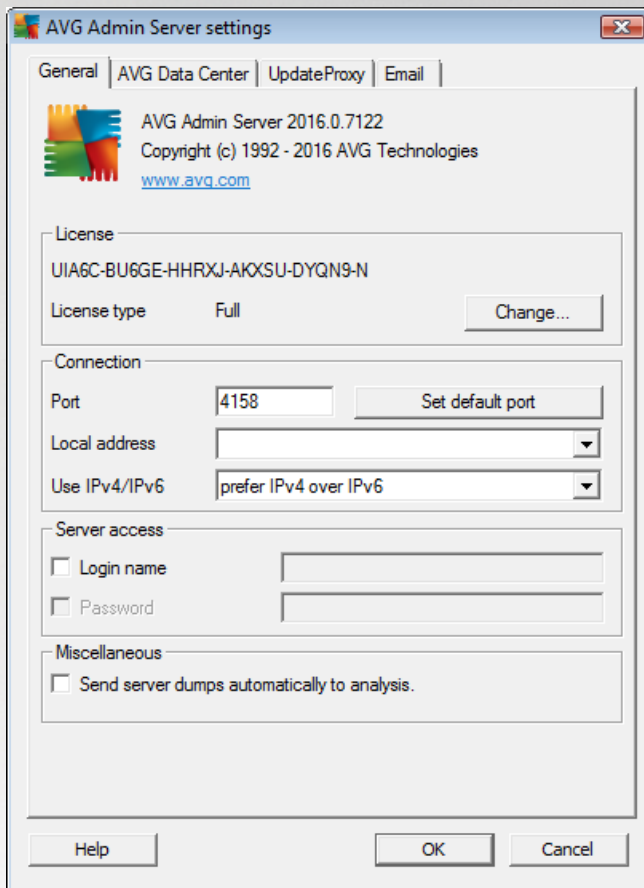 AVG Admin Server settings
General AVG Data Center UpdateProxy Email
AVG Admin Server 2016.0.7122
Copyright (c) 1992 - 2016 AVG Technologies
www.avg.com
License
UIA6C-BU6GE-HHRXJ-AKXSU-DYQN9-N
License type Full Change...
Connection
Port 4158 Set default port
Local address
Use IPv4/IPv6 prefer IPv4 over IPv6
Server access
Login name
Password
Miscellaneous
Send server dumps automatically to analysis.
Help OK Cancel